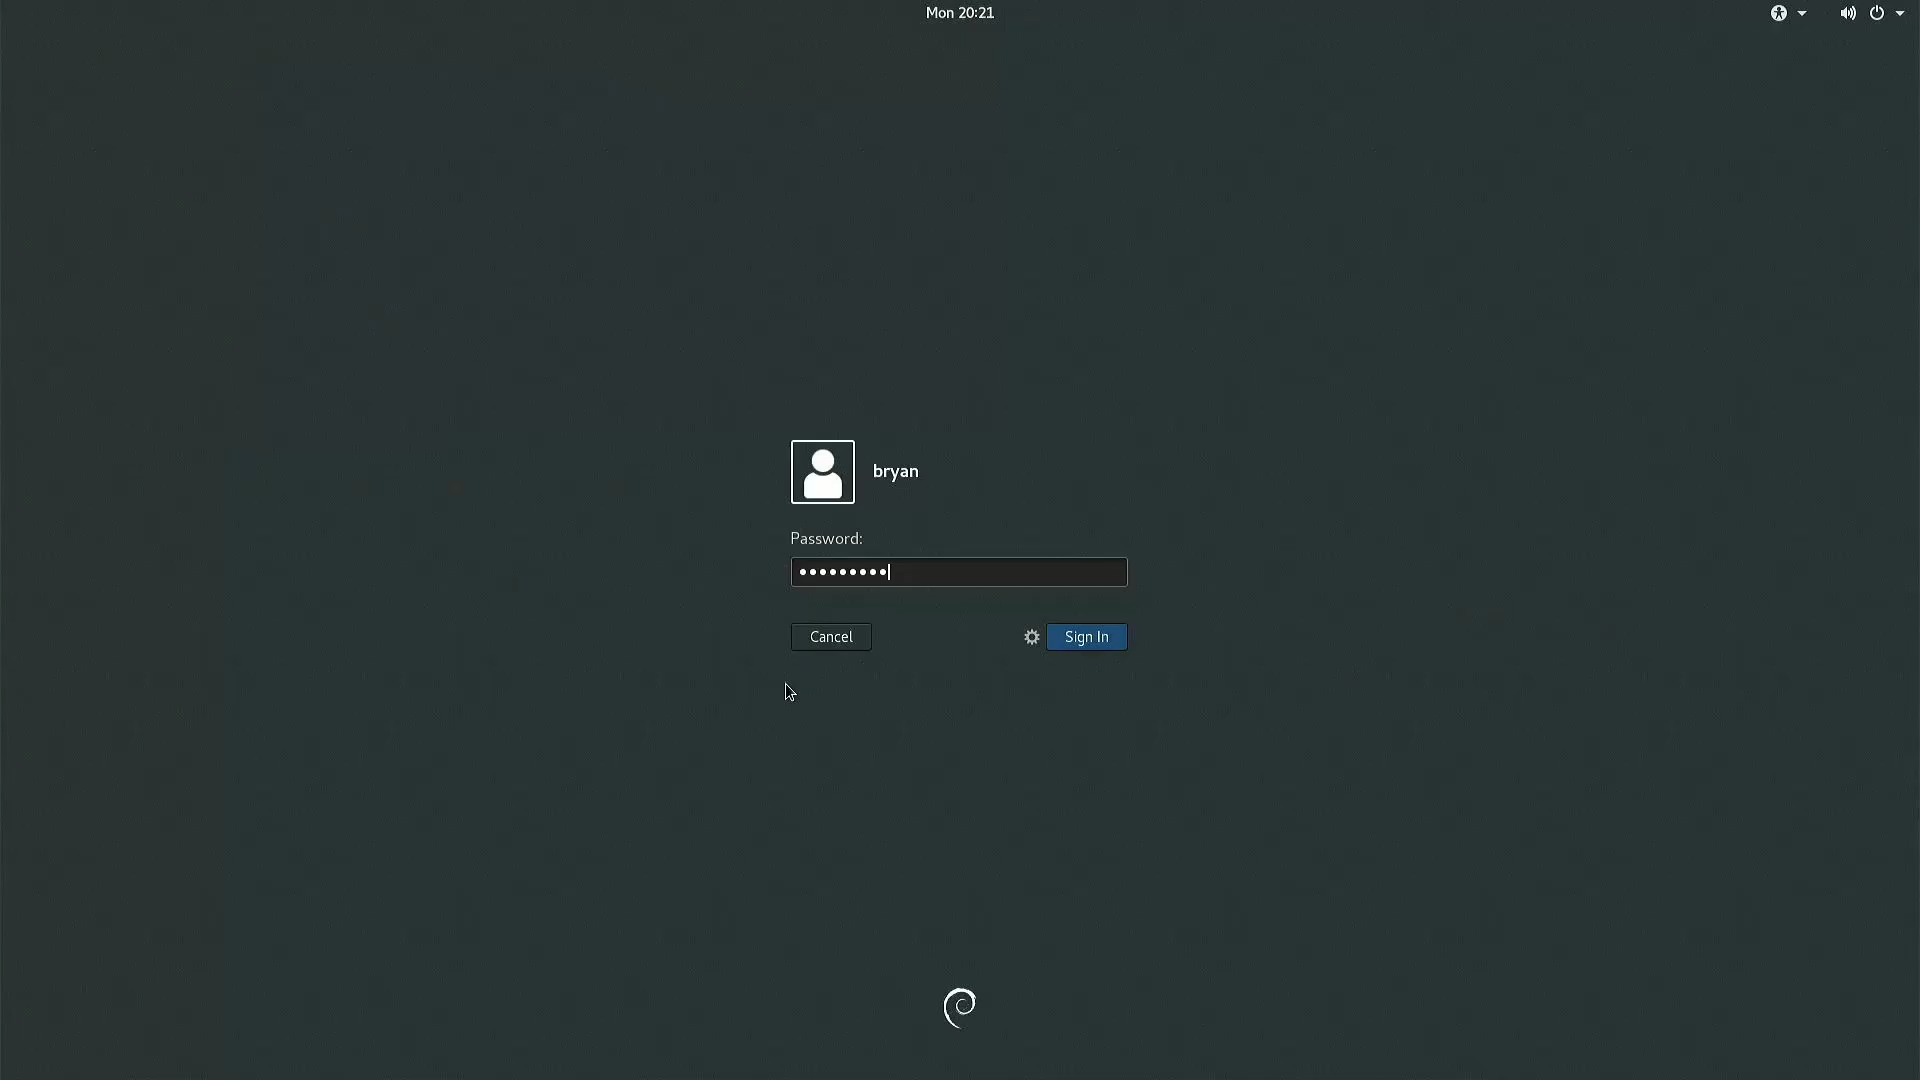 Mon 20:21
bryan
Password:
•••••••••
Cancel
Sign In